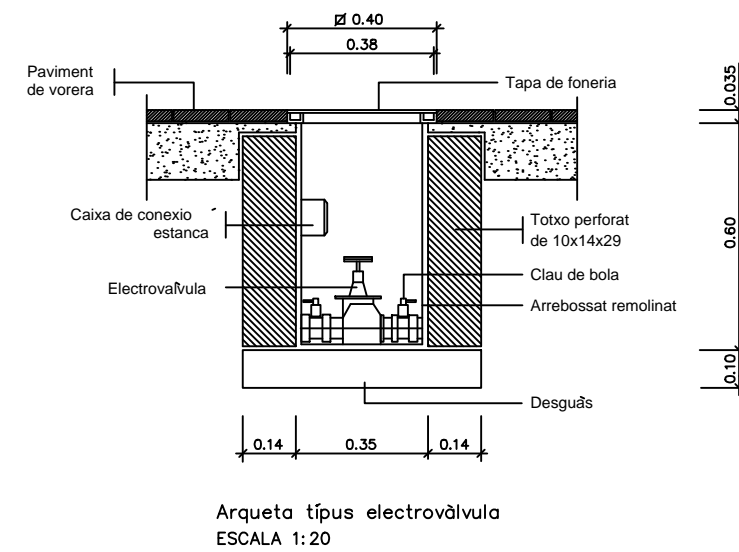 ⌀ 0.40
0.38
Paviment
de vorera
Tapa de foneria
0.035
Caixa de conexio´
estanca
Totxo perforat
de 10x14x29
0.60
Electrovalvula
Clau de bola
Arrebossat remolinat
0.10
Desguàs
0.14
0.35
0.14
Arqueta típus electrovàlvula
ESCALA 1:20